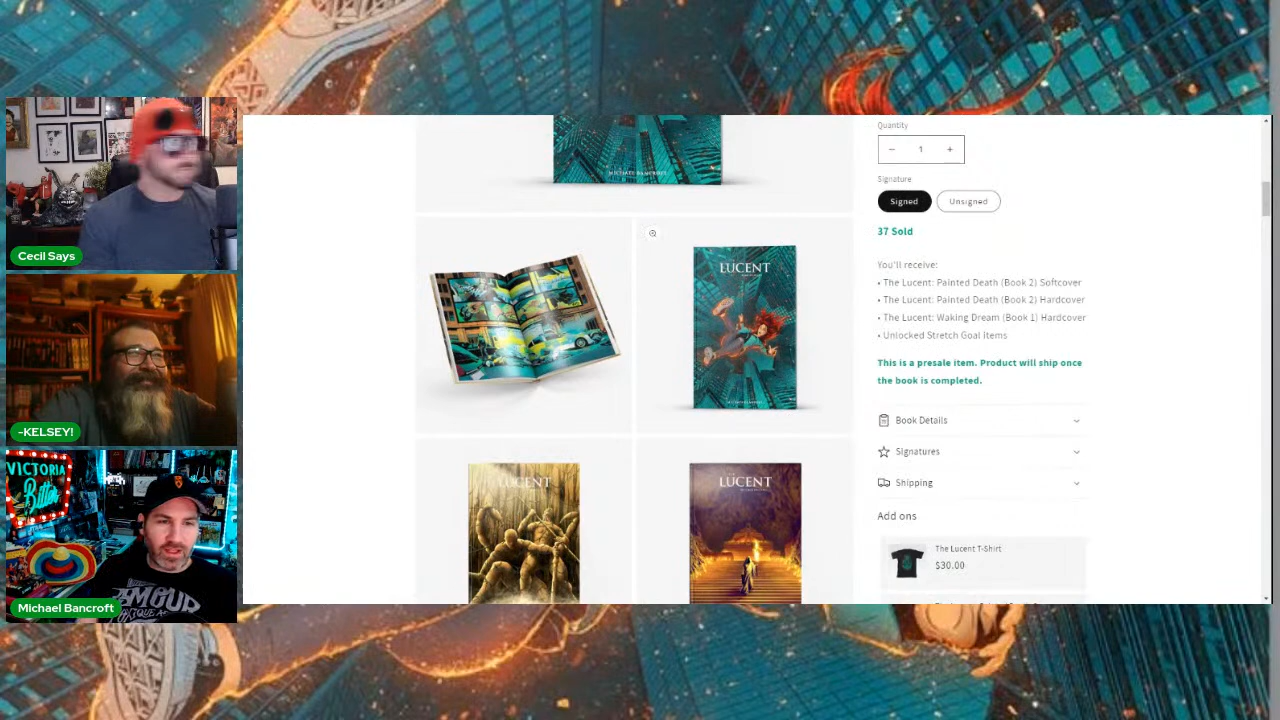 Cecil Says
-KELSEY!
VICTORIA
Bitter
Michael Bancroft
MICHAEL BANCROFT
LUCENT
LUCENT
LUCENT
Quantity
− 1 +
Signature
Signed Unsigned
37 Sold
You'll receive:
• The Lucent: Painted Death (Book 2) Softcover
• The Lucent: Painted Death (Book 2) Hardcover
• The Lucent: Waking Dream (Book 1) Hardcover
• Unlocked Stretch Goal items
This is a presale item. Product will ship once
the book is completed.
Book Details
Signatures
Shipping
Add ons
The Lucent T-Shirt
$30.00